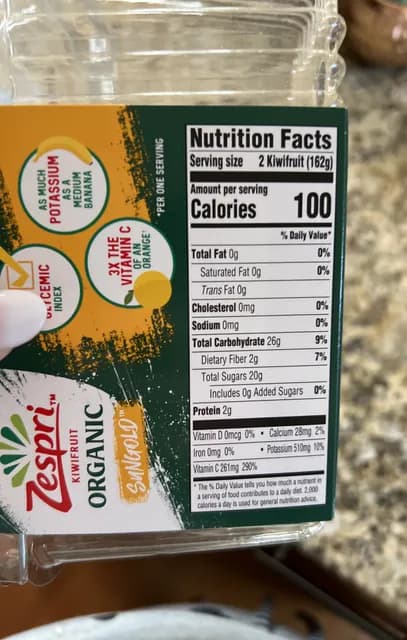 AS MUCH
POTASSIUM
AS A
MEDIUM
BANANA
*PER ONE SERVING
3X THE
VITAMIN C
OF AN
ORANGE*
GLYCEMIC
INDEX
Zespri™
KIWIFRUIT
ORGANIC
SUNGOLD™
Nutrition Facts
Serving size 2 Kiwifruit (162g)
Amount per serving
Calories 100
% Daily Value*
Total Fat 0g 0%
Saturated Fat 0g 0%
Trans Fat 0g
Cholesterol 0mg 0%
Sodium 0mg 0%
Total Carbohydrate 26g 9%
Dietary Fiber 2g 7%
Total Sugars 20g
Includes 0g Added Sugars 0%
Protein 2g
Vitamin D 0mcg 0% • Calcium 28mg 2%
Iron 0mg 0% • Potassium 510mg 10%
Vitamin C 261mg 290%
* The % Daily Value tells you how much a nutrient in
a serving of food contributes to a daily diet. 2,000
calories a day is used for general nutrition advice.